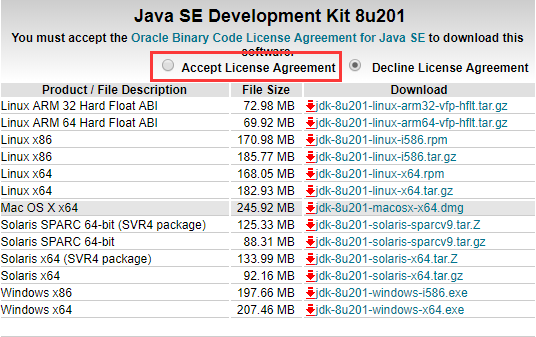 Java SE Development Kit 8u201
You must accept the Oracle Binary Code License Agreement for Java SE to download this
software.
Accept License Agreement Decline License Agreement
Product / File Description File Size Download
Linux ARM 32 Hard Float ABI 72.98 MB jdk-8u201-linux-arm32-vfp-hflt.tar.gz
Linux ARM 64 Hard Float ABI 69.92 MB jdk-8u201-linux-arm64-vfp-hflt.tar.gz
Linux x86 170.98 MB jdk-8u201-linux-i586.rpm
Linux x86 185.77 MB jdk-8u201-linux-i586.tar.gz
Linux x64 168.05 MB jdk-8u201-linux-x64.rpm
Linux x64 182.93 MB jdk-8u201-linux-x64.tar.gz
Mac OS X x64 245.92 MB jdk-8u201-macosx-x64.dmg
Solaris SPARC 64-bit (SVR4 package) 125.33 MB jdk-8u201-solaris-sparcv9.tar.Z
Solaris SPARC 64-bit 88.31 MB jdk-8u201-solaris-sparcv9.tar.gz
Solaris x64 (SVR4 package) 133.99 MB jdk-8u201-solaris-x64.tar.Z
Solaris x64 92.16 MB jdk-8u201-solaris-x64.tar.gz
Windows x86 197.66 MB jdk-8u201-windows-i586.exe
Windows x64 207.46 MB jdk-8u201-windows-x64.exe